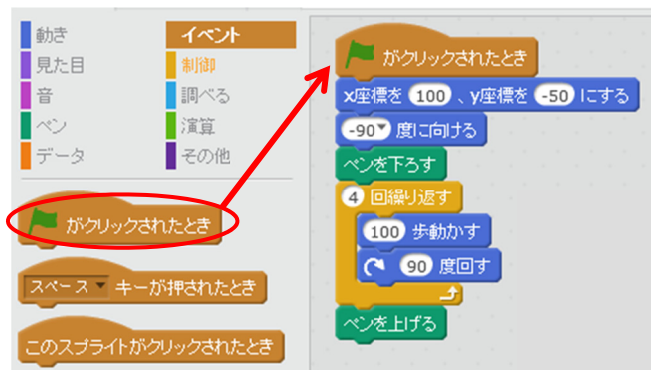 動き
イベント
見た目
制御
音
調べる
ペン
演算
データ
その他
がクリックされたとき
スペース キーが押されたとき
このスプライトがクリックされたとき
がクリックされたとき
x座標を 100 、y座標を -50 にする
-90 度に向ける
ペンを下ろす
4 回繰り返す
100 歩動かす
90 度回す
ペンを上げる